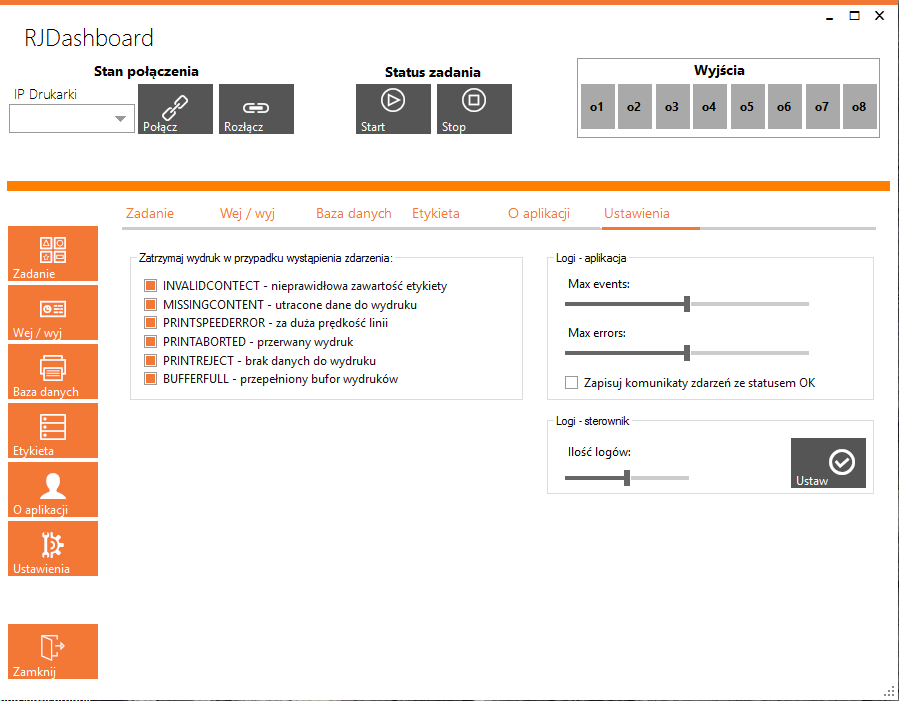 RJDashboard
Stan połączenia
IP Drukarki
Połącz
Rozłącz
Status zadania
Start
Stop
Wyjścia
o1 o2 o3 o4 o5 o6 o7 o8
Zadanie Wej / wyj Baza danych Etykieta O aplikacji Ustawienia
Zadanie
Wej / wyj
Baza danych
Etykieta
O aplikacji
Ustawienia
Zamknij
Zatrzymaj wydruk w przypadku wystąpienia zdarzenia:
INVALIDCONTECT - nieprawidłowa zawartość etykiety
MISSINGCONTENT - utracone dane do wydruku
PRINTSPEEDERROR - za duża prędkość linii
PRINTABORTED - przerwany wydruk
PRINTREJECT - brak danych do wydruku
BUFFERFULL - przepełniony bufor wydruków
Logi - aplikacja
Max events:
Max errors:
Zapisuj komunikaty zdarzeń ze statusem OK
Logi - sterownik
Ilość logów:
Ustaw